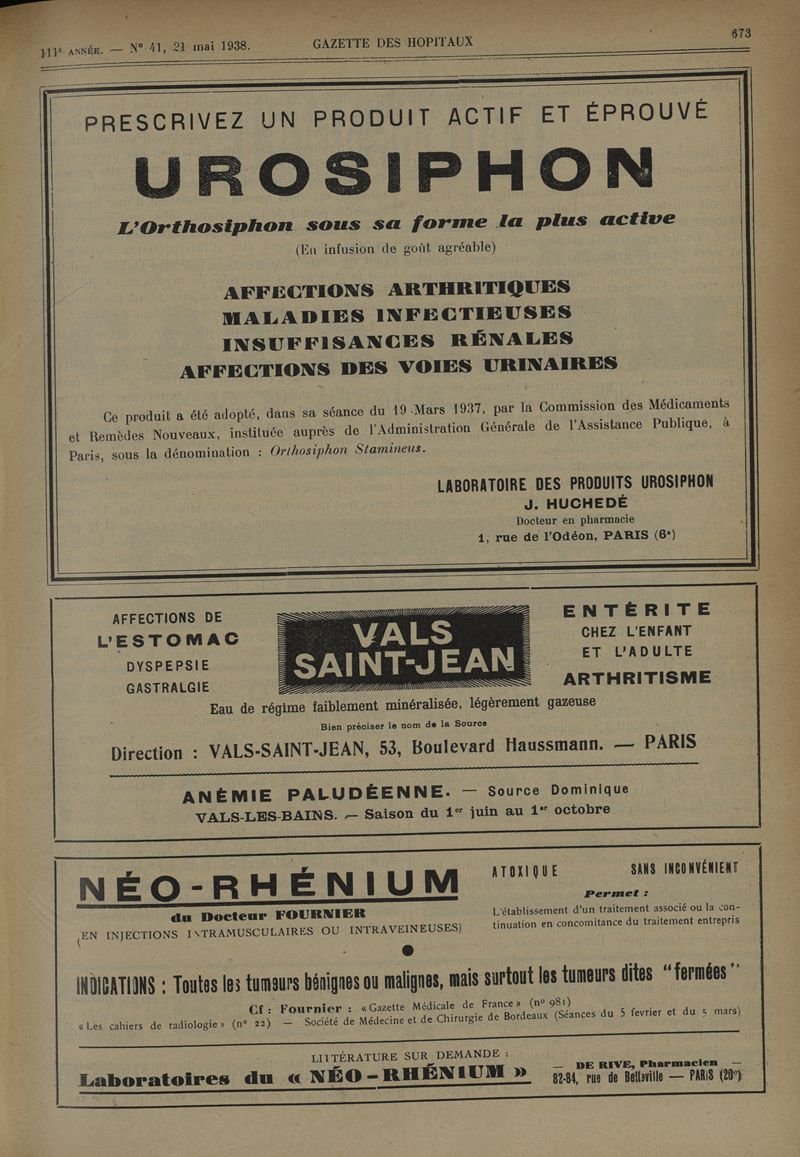 111e ANNÉE. — N° 41, 21 mai 1938.
GAZETTE DES HOPITAUX
673
PRESCRIVEZ UN PRODUIT ACTIF ET ÉPROUVÉ
UROSIPHON
L'Orthosiphon sous sa forme la plus active
(En infusion de goût agréable)
AFFECTIONS ARTHRITIQUES
MALADIES INFECTIEUSES
INSUFFISANCES RÉNALES
AFFECTIONS DES VOIES URINAIRES
Ce produit a été adopté, dans sa séance du 19 Mars 1937, par la Commission des Médicaments
et Remèdes Nouveaux, instituée auprès de l'Administration Générale de l'Assistance Publique, à
Paris, sous la dénomination : Orthosiphon Stamineus.
LABORATOIRE DES PRODUITS UROSIPHON
J. HUCHEDÉ
Docteur en pharmacie
1, rue de l'Odéon, PARIS (6e)
AFFECTIONS DE
L'ESTOMAC
DYSPEPSIE
GASTRALGIE
VALS
SAINT-JEAN
ENTÉRITE
CHEZ L'ENFANT
ET L'ADULTE
ARTHRITISME
Eau de régime faiblement minéralisée, légèrement gazeuse
Bien préciser le nom de la Source
Direction : VALS-SAINT-JEAN, 53, Boulevard Haussmann. — PARIS
ANÉMIE PALUDÉENNE. — Source Dominique
VALS-LES-BAINS. — Saison du 1er juin au 1er octobre
NÉO-RHÉNIUM
du Docteur FOURNIER
(EN INJECTIONS INTRAMUSCULAIRES OU INTRAVEINEUSES)
ATOXIQUE SANS INCONVÉNIENT
Permet :
L'établissement d'un traitement associé ou la con-
tinuation en concomitance du traitement entrepris
INDICATIONS : Toutes les tumeurs bénignes ou malignes, mais surtout les tumeurs dites "fermées"
Cf : Fournier : «Gazette Médicale de France» (n° 981)
«Les cahiers de radiologie» (n° 22) — Société de Médecine et de Chirurgie de Bordeaux (Séances du 5 fevrier et du 5 mars)
LITTÉRATURE SUR DEMANDE :
Laboratoires du « NÉO-RHÉNIUM »
— DE RIVE, Pharmacien —
82-84, rue de Belleville — PARIS (20e)